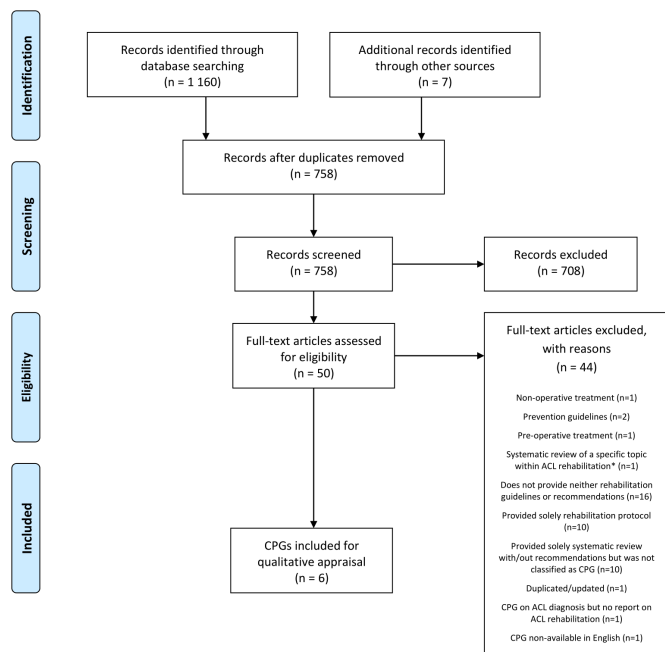 Identification
Records identified through
database searching
(n = 1 160)
Additional records identified
through other sources
(n = 7)
Records after duplicates removed
(n = 758)
Screening
Records screened
(n = 758)
Records excluded
(n = 708)
Eligibility
Full-text articles assessed
for eligibility
(n = 50)
Full-text articles excluded,
with reasons
(n = 44)
Non-operative treatment (n=1)
Prevention guidelines (n=2)
Pre-operative treatment (n=1)
Systematic review of a specific topic
within ACL rehabilitation* (n=1)
Does not provide neither rehabilitation
guidelines or recommendations (n=16)
Provided solely rehabilitation protocol
(n=10)
Provided solely systematic review
with/out recommendations but was not
classified as CPG (n=10)
Duplicated/updated (n=1)
CPG on ACL diagnosis but no report on
ACL rehabilitation (n=1)
CPG non-available in English (n=1)
Included
CPGs included for
qualitative appraisal
(n = 6)